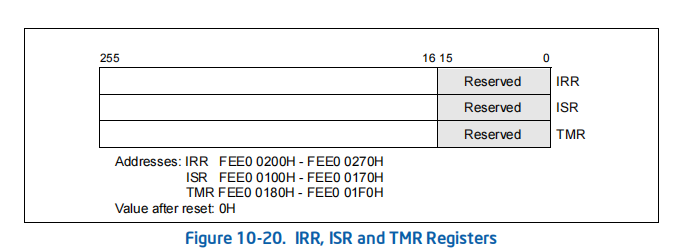 255 16 15 0
Reserved IRR
Reserved ISR
Reserved TMR
Addresses: IRR FEE0 0200H - FEE0 0270H
ISR FEE0 0100H - FEE0 0170H
TMR FEE0 0180H - FEE0 01F0H
Value after reset: 0H
Figure 10-20. IRR, ISR and TMR Registers